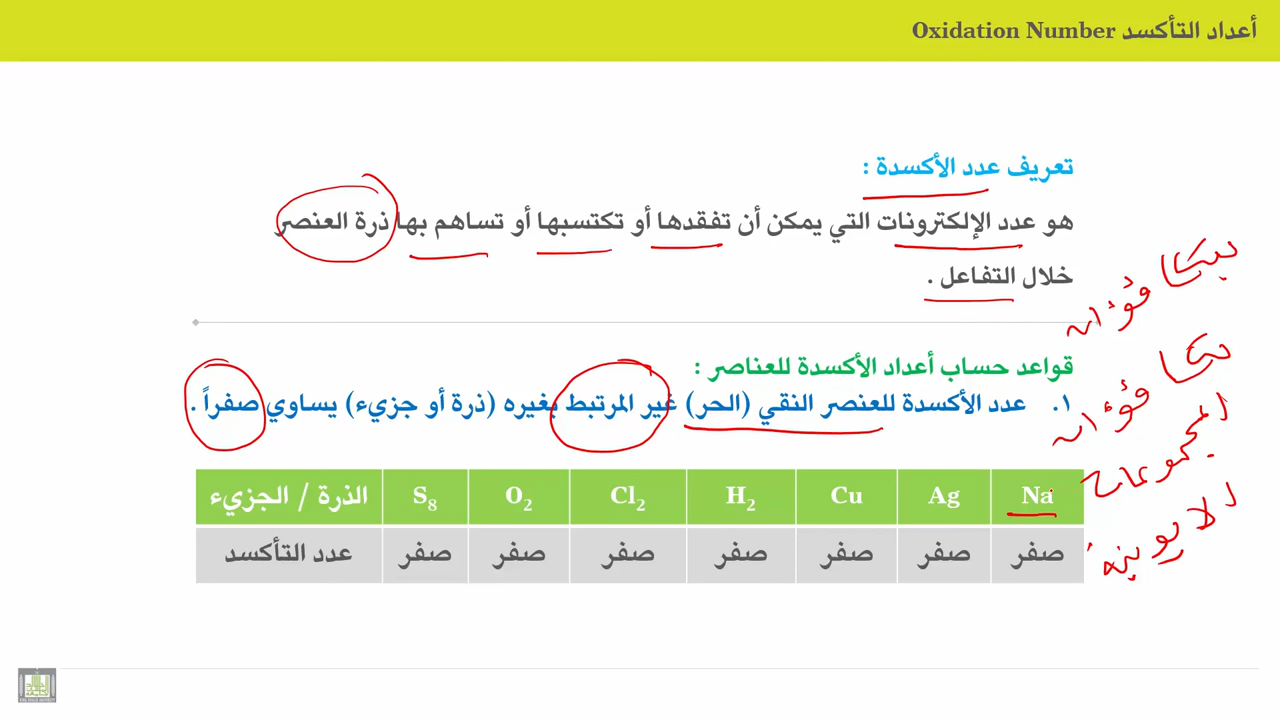 أعداد التأكسد Oxidation Number
تعريف عدد الأكسدة :
هو عدد الإلكترونات التي يمكن أن تفقدها أو تكتسبها أو تساهم بها ذرة العنصر
خلال التفاعل .
قواعد حساب أعداد الأكسدة للعناصر :
١. عدد الأكسدة للعنصر النقي (الحر) غير المرتبط بغيره (ذرة أو جزيء) يساوي صفراً .
Na Ag Cu H₂ Cl₂ O₂ S₈ الذرة / الجزيء
صفر صفر صفر صفر صفر صفر صفر عدد التأكسد
المجموعات